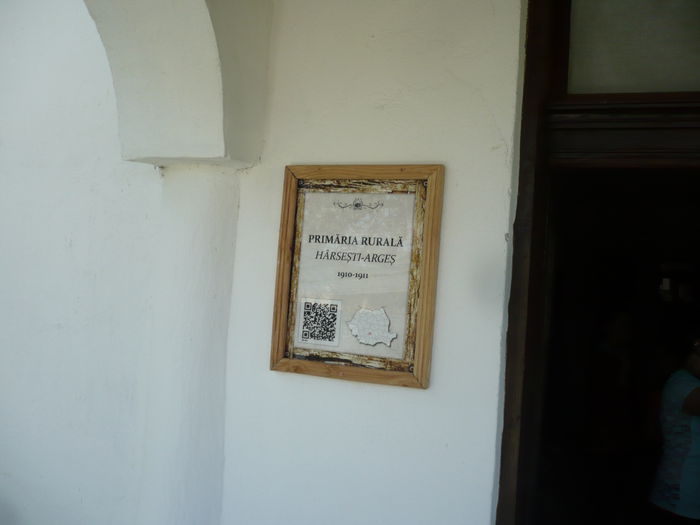 PRIMĂRIA RURALĂ
HÂRSEȘTI-ARGEȘ
1910-1911